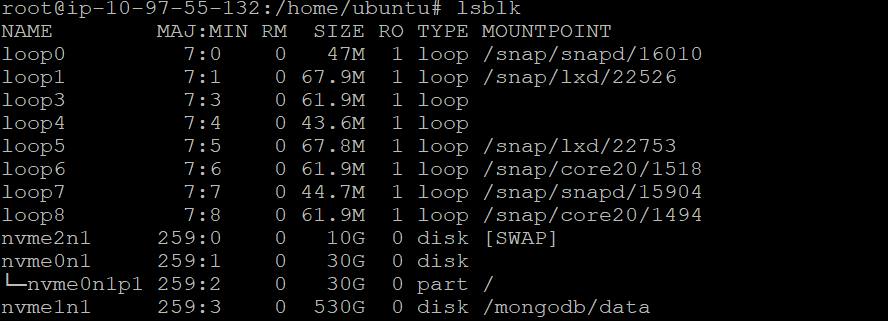 root@ip-10-97-55-132:/home/ubuntu# lsblk
NAME        MAJ:MIN RM  SIZE RO TYPE MOUNTPOINT
loop0         7:0    0   47M  1 loop /snap/snapd/16010
loop1         7:1    0 67.9M  1 loop /snap/lxd/22526
loop3         7:3    0 61.9M  1 loop
loop4         7:4    0 43.6M  1 loop
loop5         7:5    0 67.8M  1 loop /snap/lxd/22753
loop6         7:6    0 61.9M  1 loop /snap/core20/1518
loop7         7:7    0 44.7M  1 loop /snap/snapd/15904
loop8         7:8    0 61.9M  1 loop /snap/core20/1494
nvme2n1     259:0    0   10G  0 disk [SWAP]
nvme0n1     259:1    0   30G  0 disk
└─nvme0n1p1 259:2    0   30G  0 part /
nvme1n1     259:3    0  530G  0 disk /mongodb/data